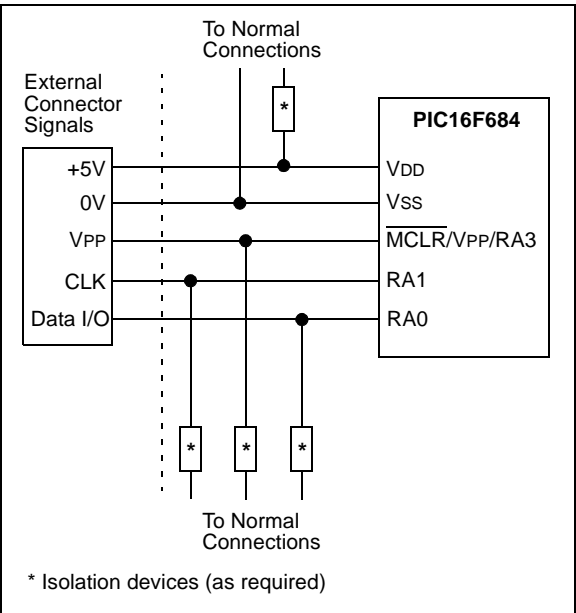 To Normal
Connections
External
Connector
Signals
*
PIC16F684
+5V
VDD
0V
VSS
VPP
MCLR/VPP/RA3
CLK
RA1
Data I/O
RA0
*
*
*
To Normal
Connections
* Isolation devices (as required)